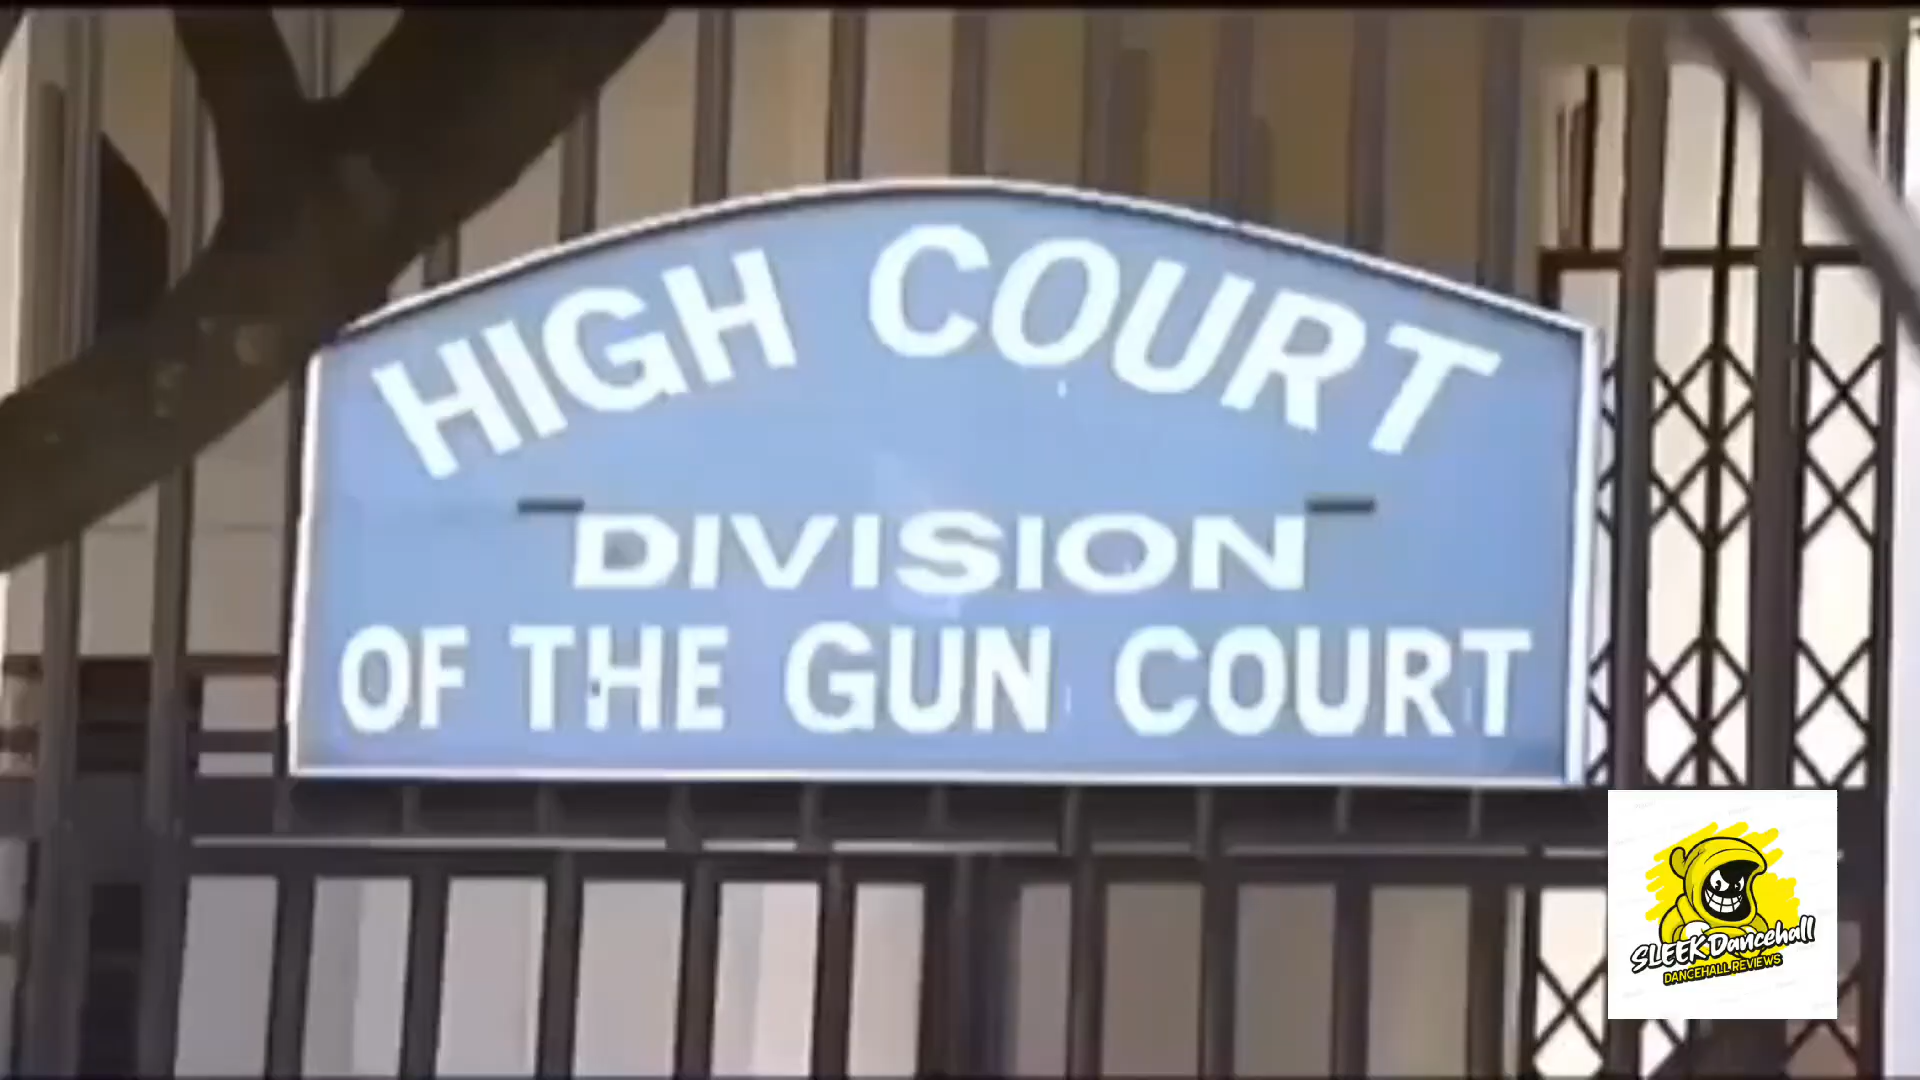 HIGH COURT
DIVISION
OF THE GUN COURT
SLEEK Dancehall
DANCEHALL REVIEWS